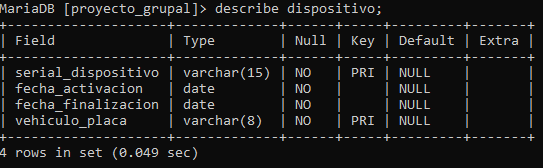 MariaDB [proyecto_grupal]> describe dispositivo;
+--------------------+-------------+------+-----+---------+-------+
| Field              | Type        | Null | Key | Default | Extra |
+--------------------+-------------+------+-----+---------+-------+
| serial_dispositivo | varchar(15) | NO   | PRI | NULL    |       |
| fecha_activacion   | date        | NO   |     | NULL    |       |
| fecha_finalizacion | date        | NO   |     | NULL    |       |
| vehiculo_placa     | varchar(8)  | NO   | PRI | NULL    |       |
+--------------------+-------------+------+-----+---------+-------+
4 rows in set (0.049 sec)